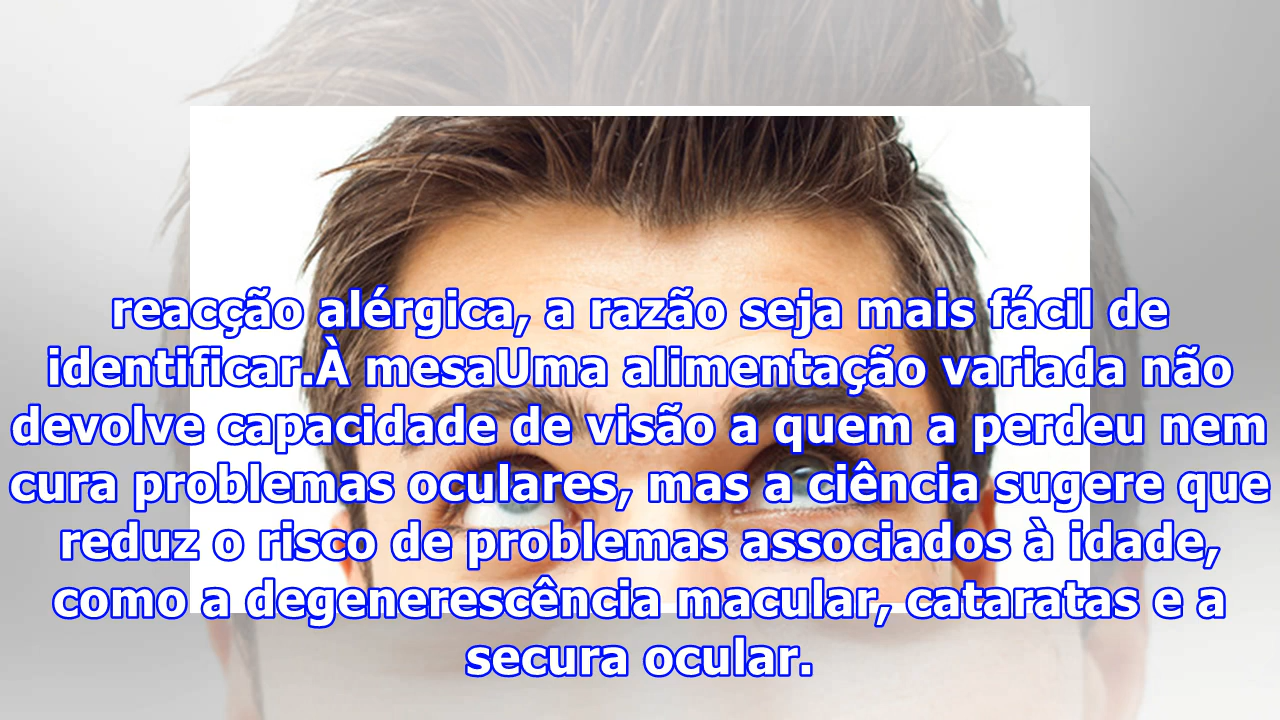 reacção alérgica, a razão seja mais fácil de
identificar.À mesaUma alimentação variada não
devolve capacidade de visão a quem a perdeu nem
cura problemas oculares, mas a ciência sugere que
reduz o risco de problemas associados à idade,
como a degenerescência macular, cataratas e a
secura ocular.